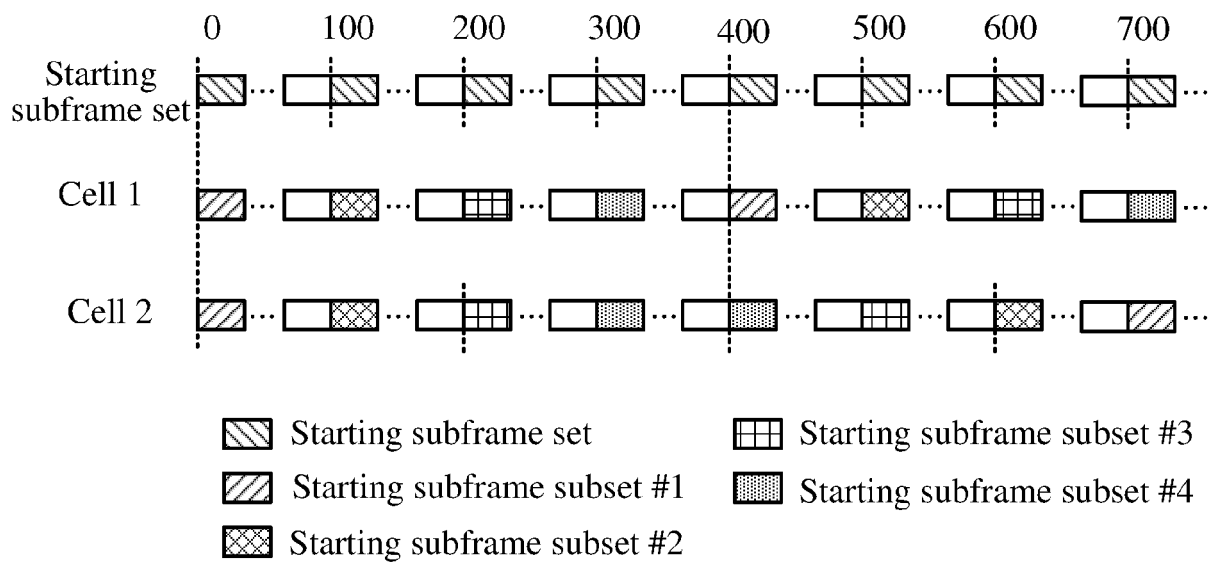 0 100 200 300 400 500 600 700
Starting
subframe set
Cell 1
Cell 2
Starting subframe set
Starting subframe subset #1
Starting subframe subset #2
Starting subframe subset #3
Starting subframe subset #4